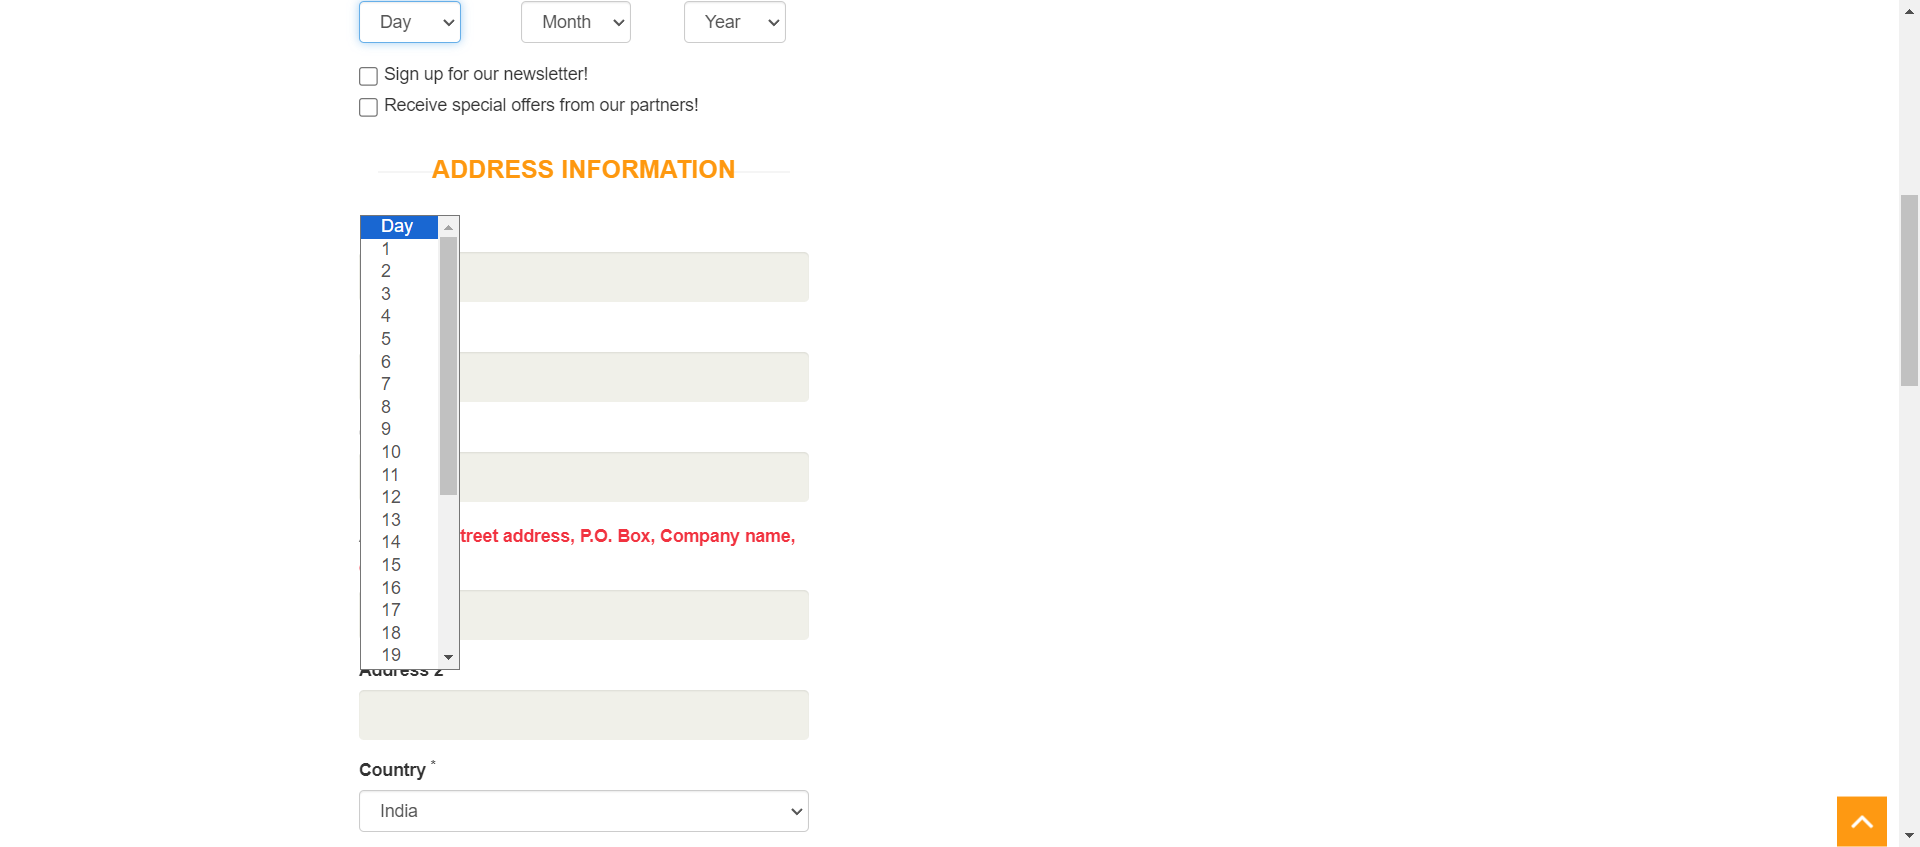 Day Month Year
Sign up for our newsletter!
Receive special offers from our partners!
ADDRESS INFORMATION
Day
1
2
3
4
5
6
7
8
9
10
11
12
13
14
treet address, P.O. Box, Company name,
15
16
17
18
19
Address 2
Country *
India